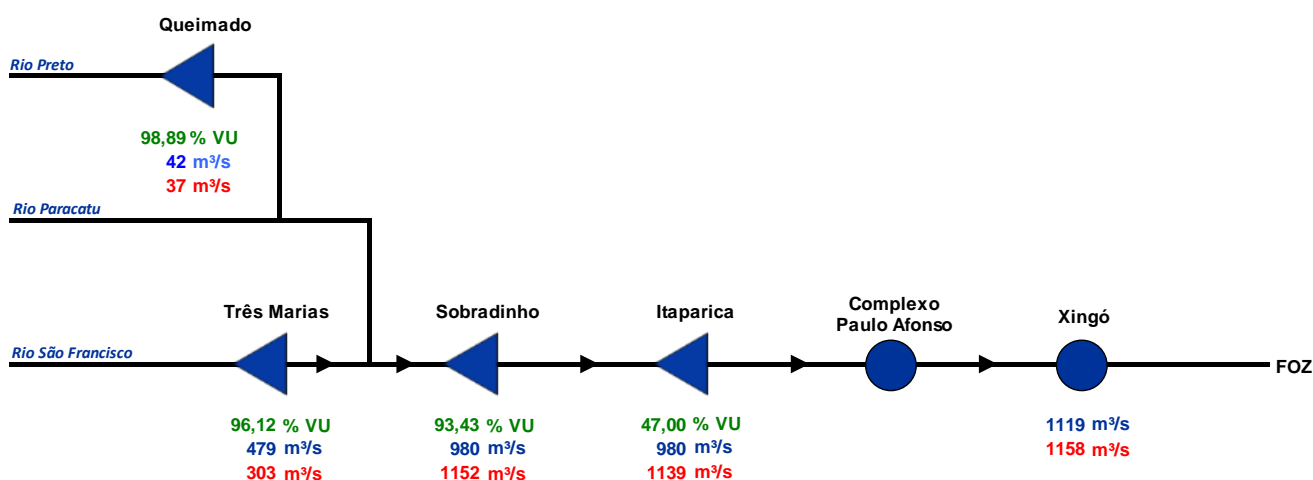 Queimado
Rio Preto
98,89 % VU
42 m³/s
37 m³/s
Rio Paracatu
Três Marias
Sobradinho
Itaparica
Complexo
Paulo Afonso
Xingó
Rio São Francisco
FOZ
96,12 % VU
479 m³/s
303 m³/s
93,43 % VU
980 m³/s
1152 m³/s
47,00 % VU
980 m³/s
1139 m³/s
1119 m³/s
1158 m³/s